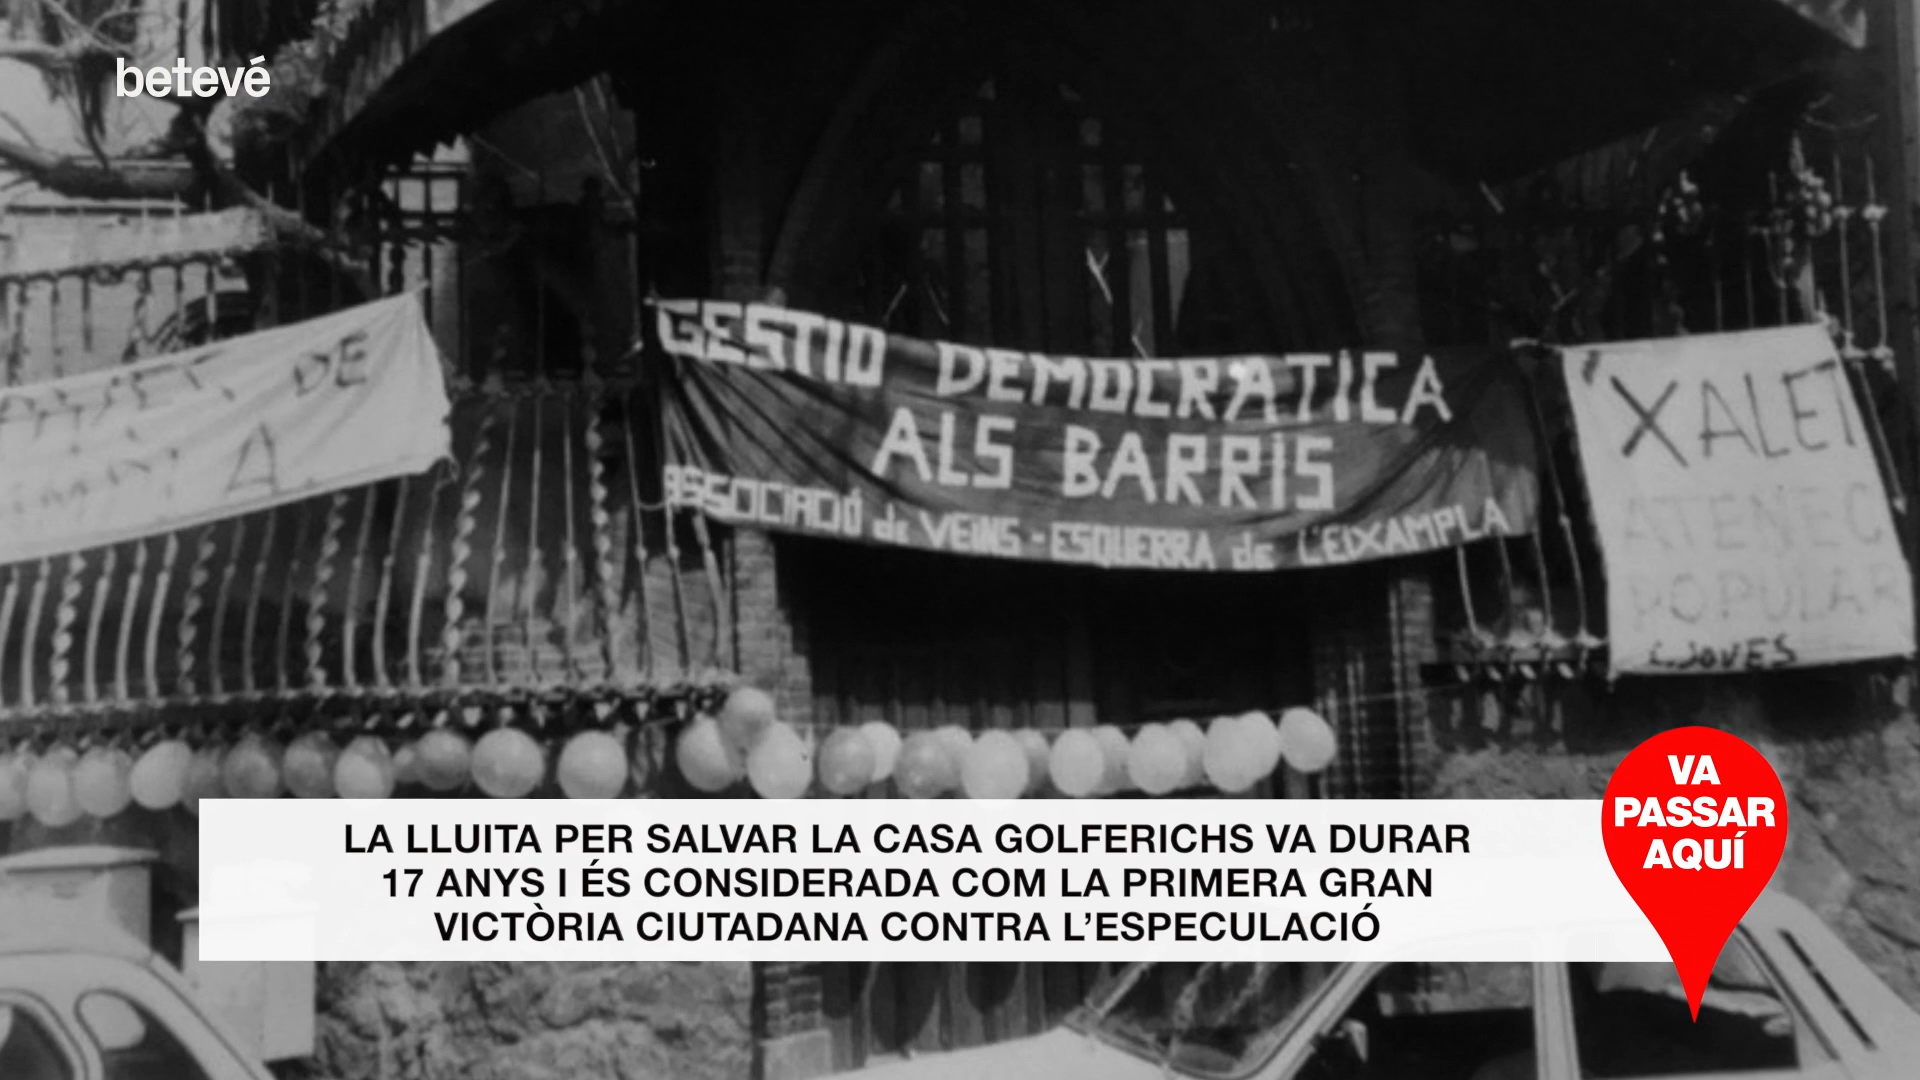 betevé
DE
A.
GESTIO DEMOCRATICA
ALS BARRIS
ASSOCIACIÓ de VEINS - ESQUERRA de L'EIXAMPLA
XALET
ATENEU
POPULAR
JOVES
LA LLUITA PER SALVAR LA CASA GOLFERICHS VA DURAR
17 ANYS I ÉS CONSIDERADA COM LA PRIMERA GRAN
VICTÒRIA CIUTADANA CONTRA L'ESPECULACIÓ
VA
PASSAR
AQUÍ